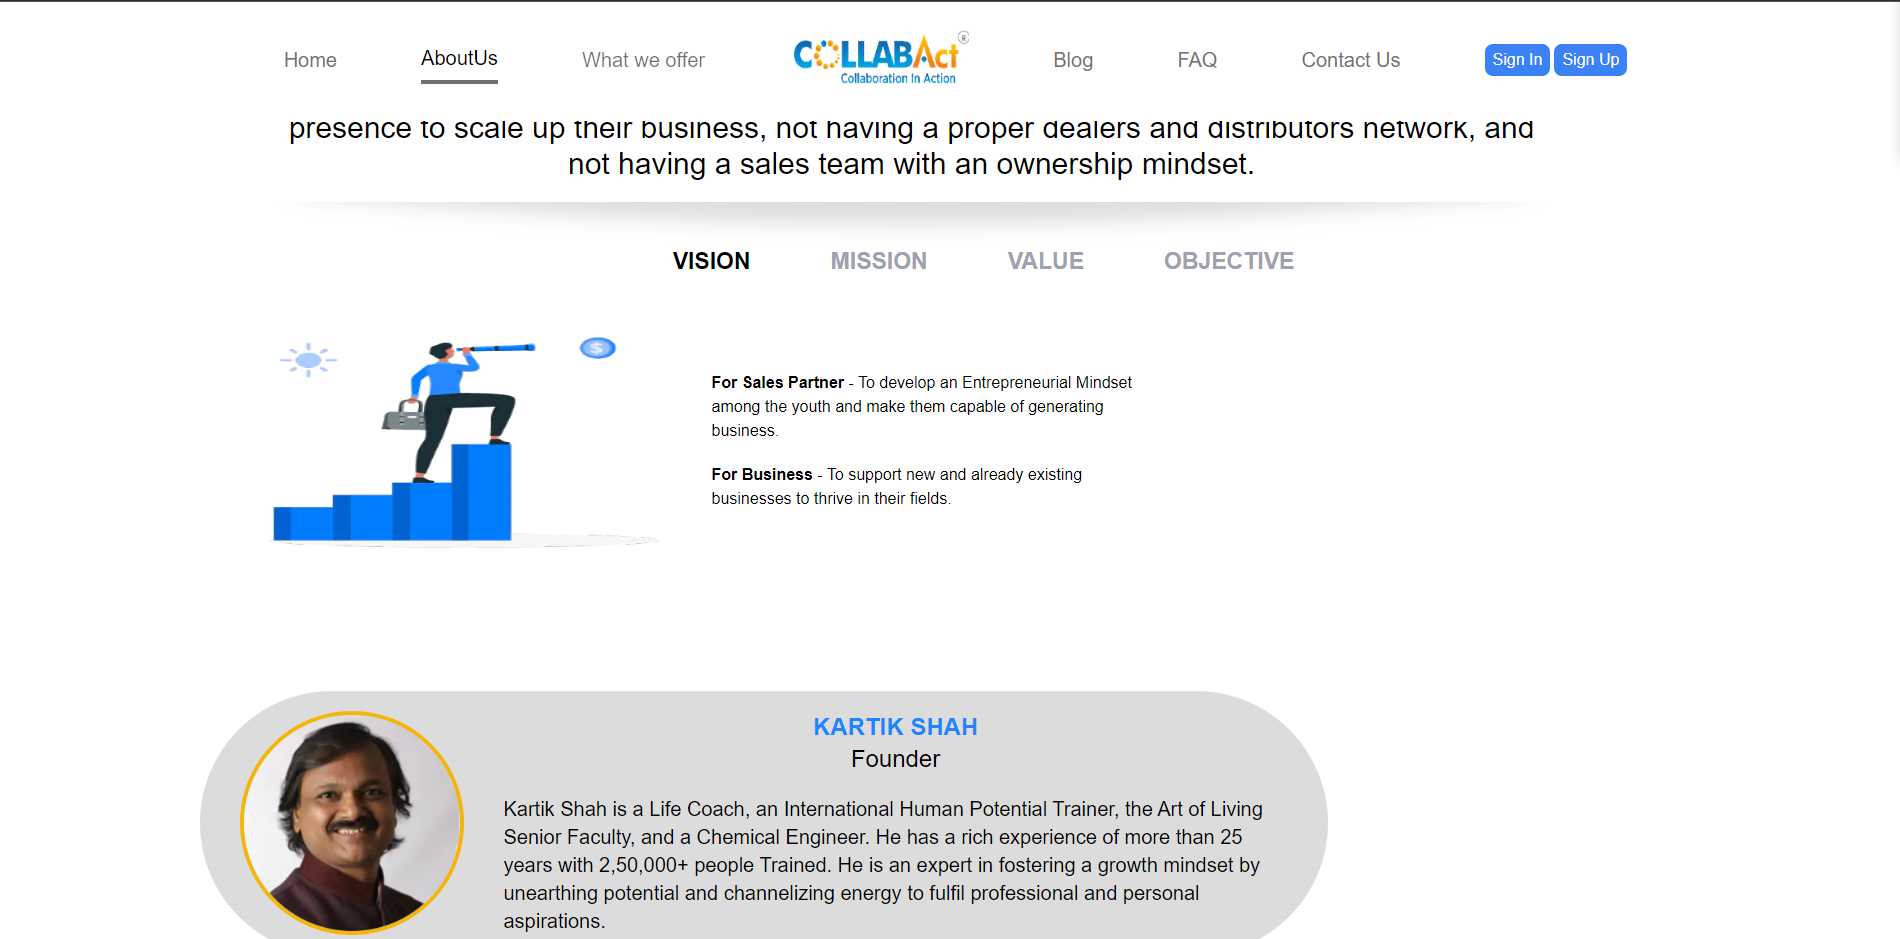 Home
AboutUs
What we offer
COLLABAct®
Collaboration In Action
Blog
FAQ
Contact Us
Sign In
Sign Up
presence to scale up their business, not having a proper dealers and distributors network, and
not having a sales team with an ownership mindset.
VISION
MISSION
VALUE
OBJECTIVE
$
For Sales Partner - To develop an Entrepreneurial Mindset
among the youth and make them capable of generating
business.
For Business - To support new and already existing
businesses to thrive in their fields.
KARTIK SHAH
Founder
Kartik Shah is a Life Coach, an International Human Potential Trainer, the Art of Living
Senior Faculty, and a Chemical Engineer. He has a rich experience of more than 25
years with 2,50,000+ people Trained. He is an expert in fostering a growth mindset by
unearthing potential and channelizing energy to fulfil professional and personal
aspirations.